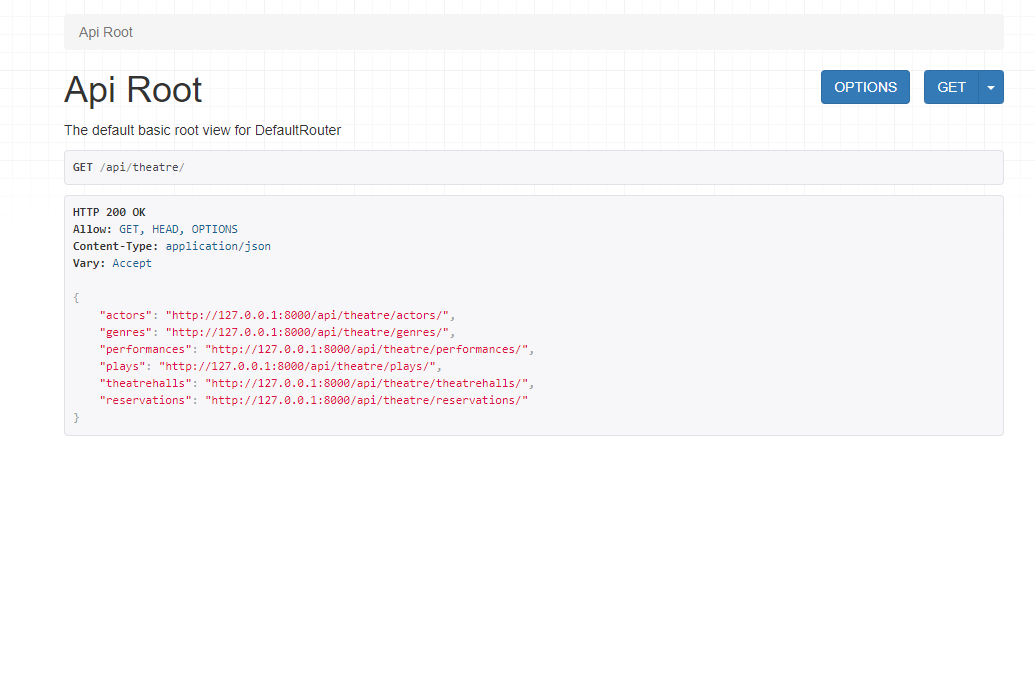 Api Root
Api Root
OPTIONS
GET
The default basic root view for DefaultRouter
GET /api/theatre/
HTTP 200 OK
Allow: GET, HEAD, OPTIONS
Content-Type: application/json
Vary: Accept
{
    "actors": "http://127.0.0.1:8000/api/theatre/actors/",
    "genres": "http://127.0.0.1:8000/api/theatre/genres/",
    "performances": "http://127.0.0.1:8000/api/theatre/performances/",
    "plays": "http://127.0.0.1:8000/api/theatre/plays/",
    "theatrehalls": "http://127.0.0.1:8000/api/theatre/theatrehalls/",
    "reservations": "http://127.0.0.1:8000/api/theatre/reservations/"
}